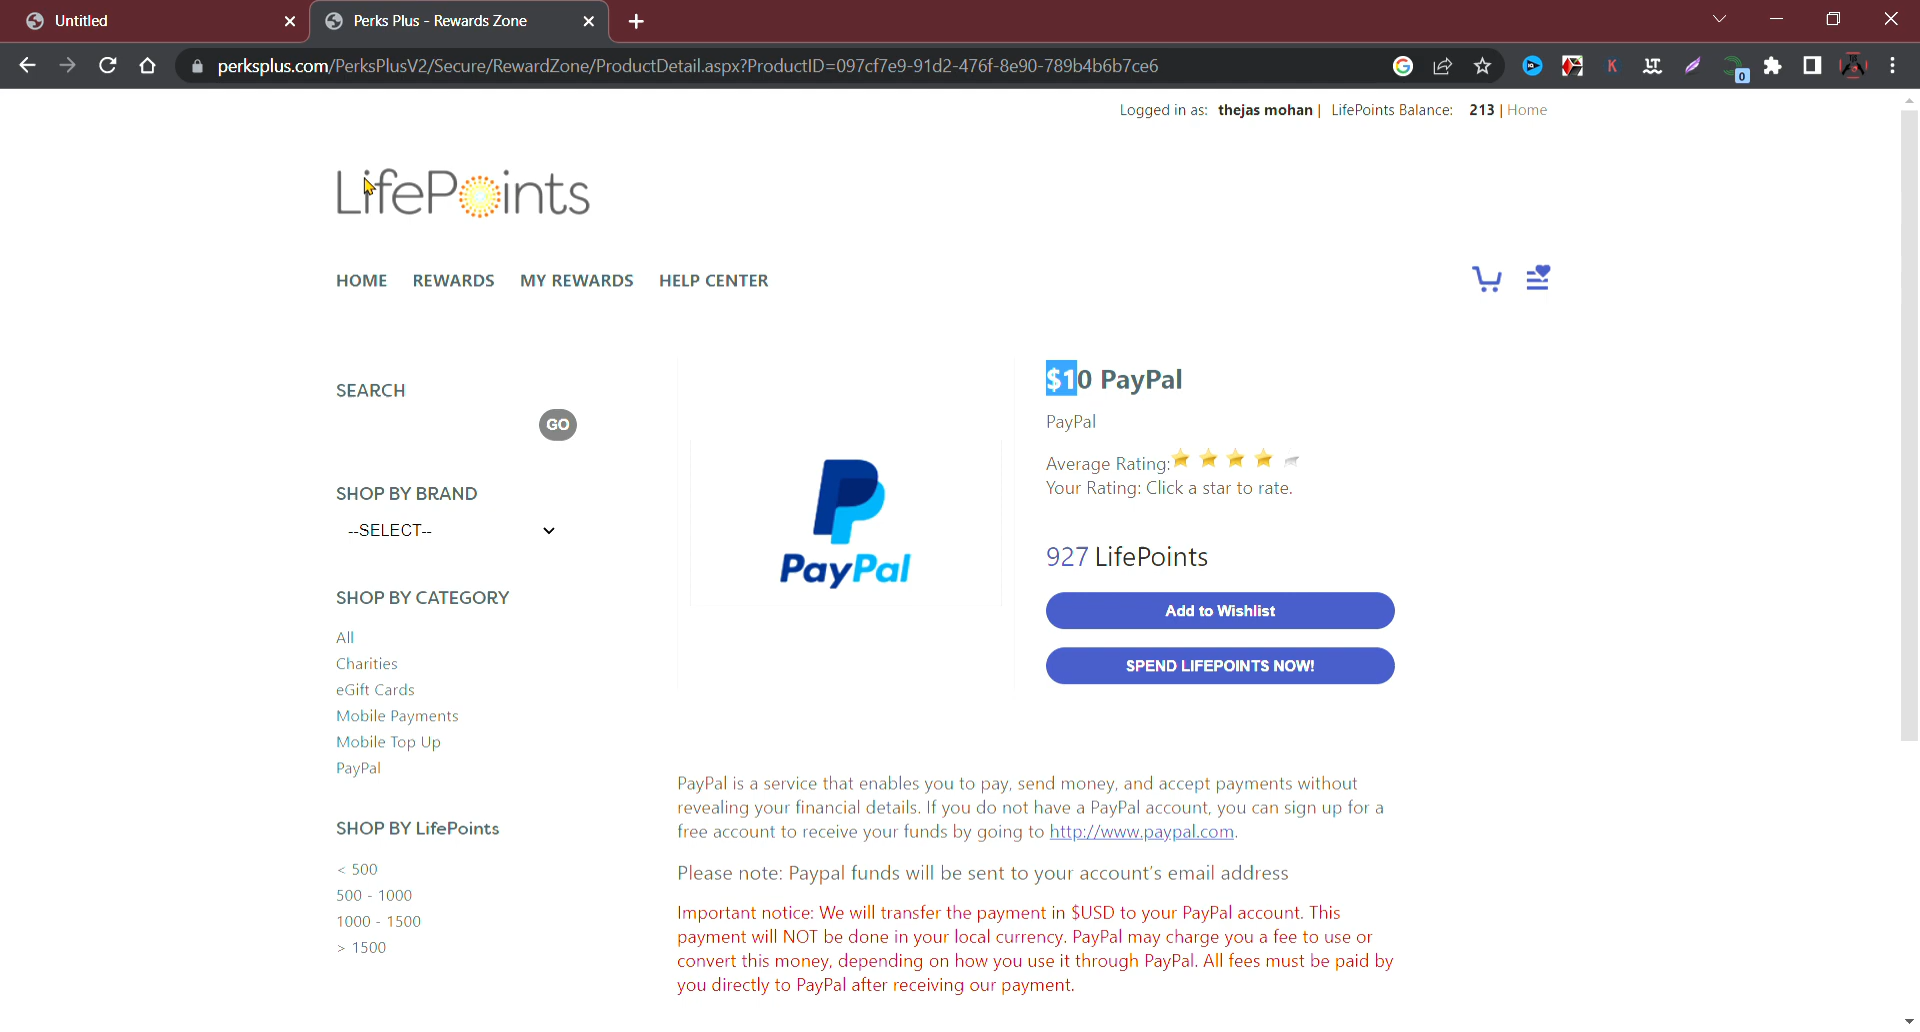 Untitled
Perks Plus - Rewards Zone
perksplus.com/PerksPlusV2/Secure/RewardZone/ProductDetail.aspx?ProductID=097cf7e9-91d2-476f-8e90-789b4b6b7ce6
Logged in as: thejas mohan | LifePoints Balance: 213 | Home
LifePoints
HOME REWARDS MY REWARDS HELP CENTER
SEARCH
GO
SHOP BY BRAND
--SELECT--
SHOP BY CATEGORY
All
Charities
eGift Cards
Mobile Payments
Mobile Top Up
PayPal
SHOP BY LifePoints
< 500
500 - 1000
1000 - 1500
> 1500
PayPal
$10 PayPal
PayPal
Average Rating:
Your Rating: Click a star to rate.
927 LifePoints
Add to Wishlist
SPEND LIFEPOINTS NOW!
PayPal is a service that enables you to pay, send money, and accept payments without
revealing your financial details. If you do not have a PayPal account, you can sign up for a
free account to receive your funds by going to http://www.paypal.com.
Please note: Paypal funds will be sent to your account's email address
Important notice: We will transfer the payment in $USD to your PayPal account. This
payment will NOT be done in your local currency. PayPal may charge you a fee to use or
convert this money, depending on how you use it through PayPal. All fees must be paid by
you directly to PayPal after receiving our payment.